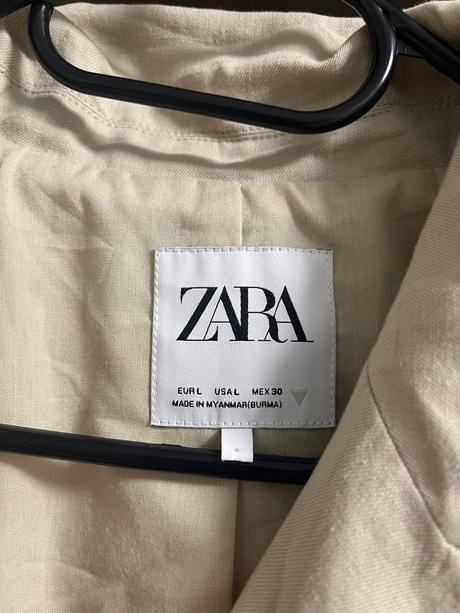 ZARA
EUR L USA L MEX 30
MADE IN MYANMAR(BURMA)